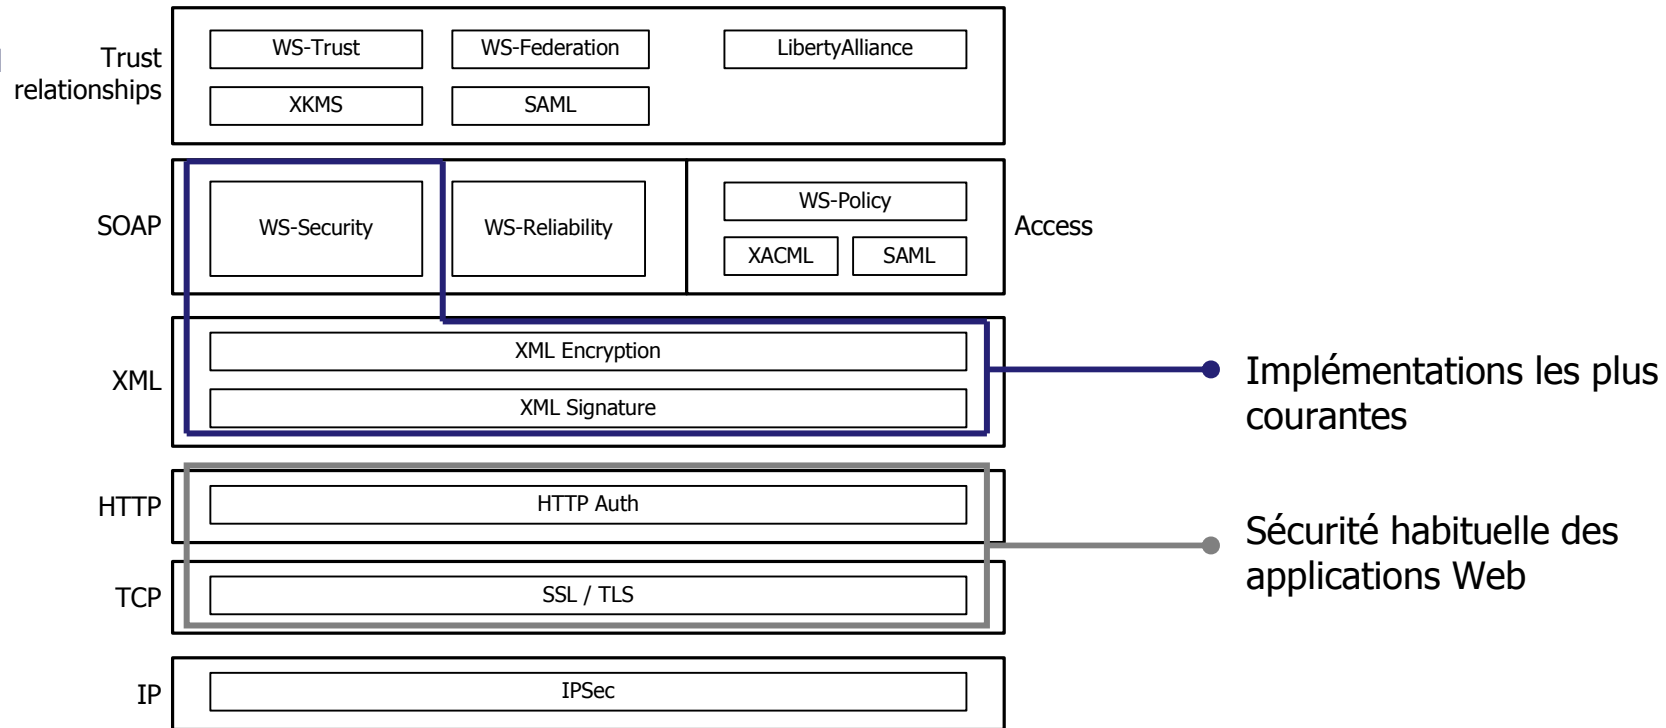 Trust
relationships
WS-Trust
WS-Federation
LibertyAlliance
XKMS
SAML
SOAP
WS-Security
WS-Reliability
WS-Policy
XACML
SAML
Access
XML
XML Encryption
XML Signature
Implémentations les plus
courantes
HTTP
HTTP Auth
Sécurité habituelle des
applications Web
TCP
SSL / TLS
IP
IPSec